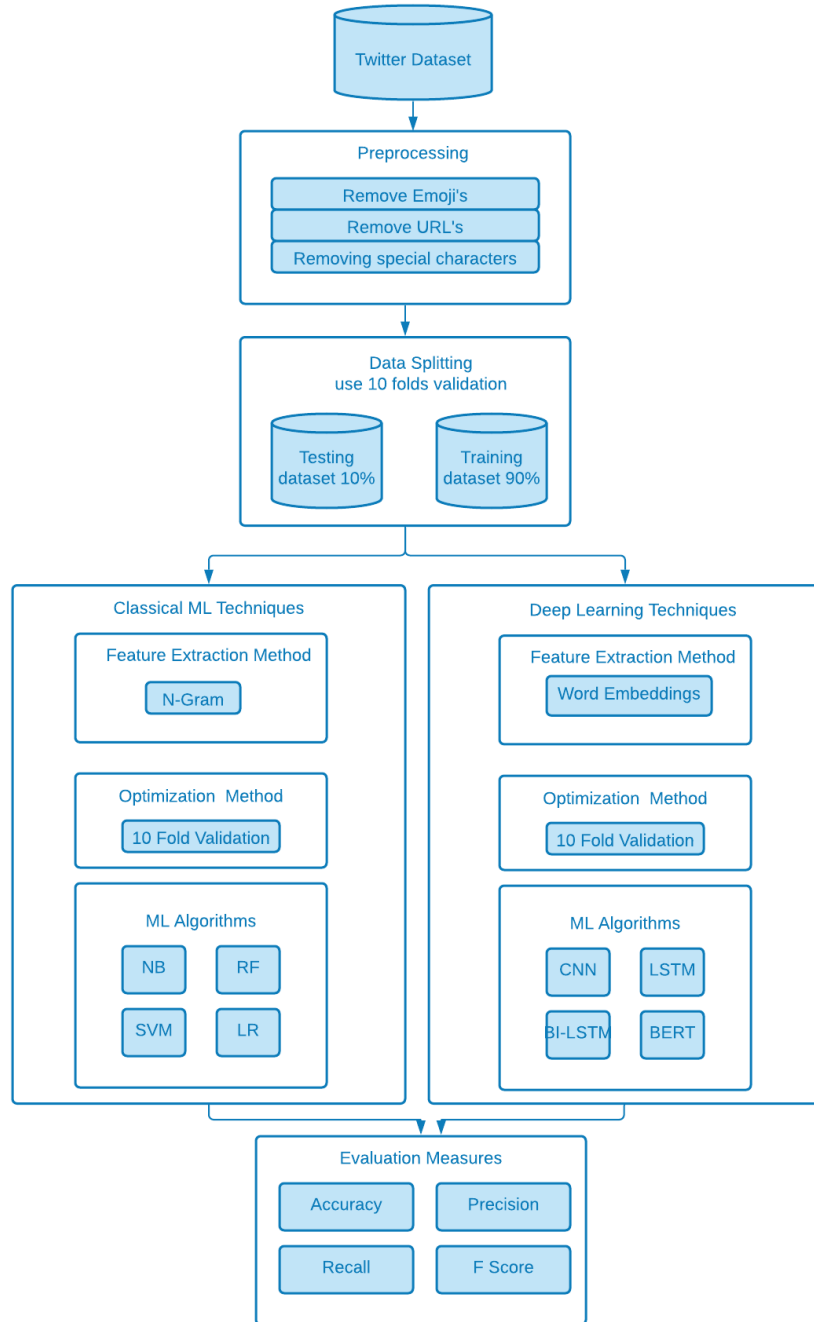 Twitter Dataset
Preprocessing
Remove Emoji's
Remove URL's
Removing special characters
Data Splitting
use 10 folds validation
Testing
dataset 10%
Training
dataset 90%
Classical ML Techniques
Feature Extraction Method
N-Gram
Optimization  Method
10 Fold Validation
ML Algorithms
NB
RF
SVM
LR
Deep Learning Techniques
Feature Extraction Method
Word Embeddings
Optimization  Method
10 Fold Validation
ML Algorithms
CNN
LSTM
BI-LSTM
BERT
Evaluation Measures
Accuracy
Precision
Recall
F Score